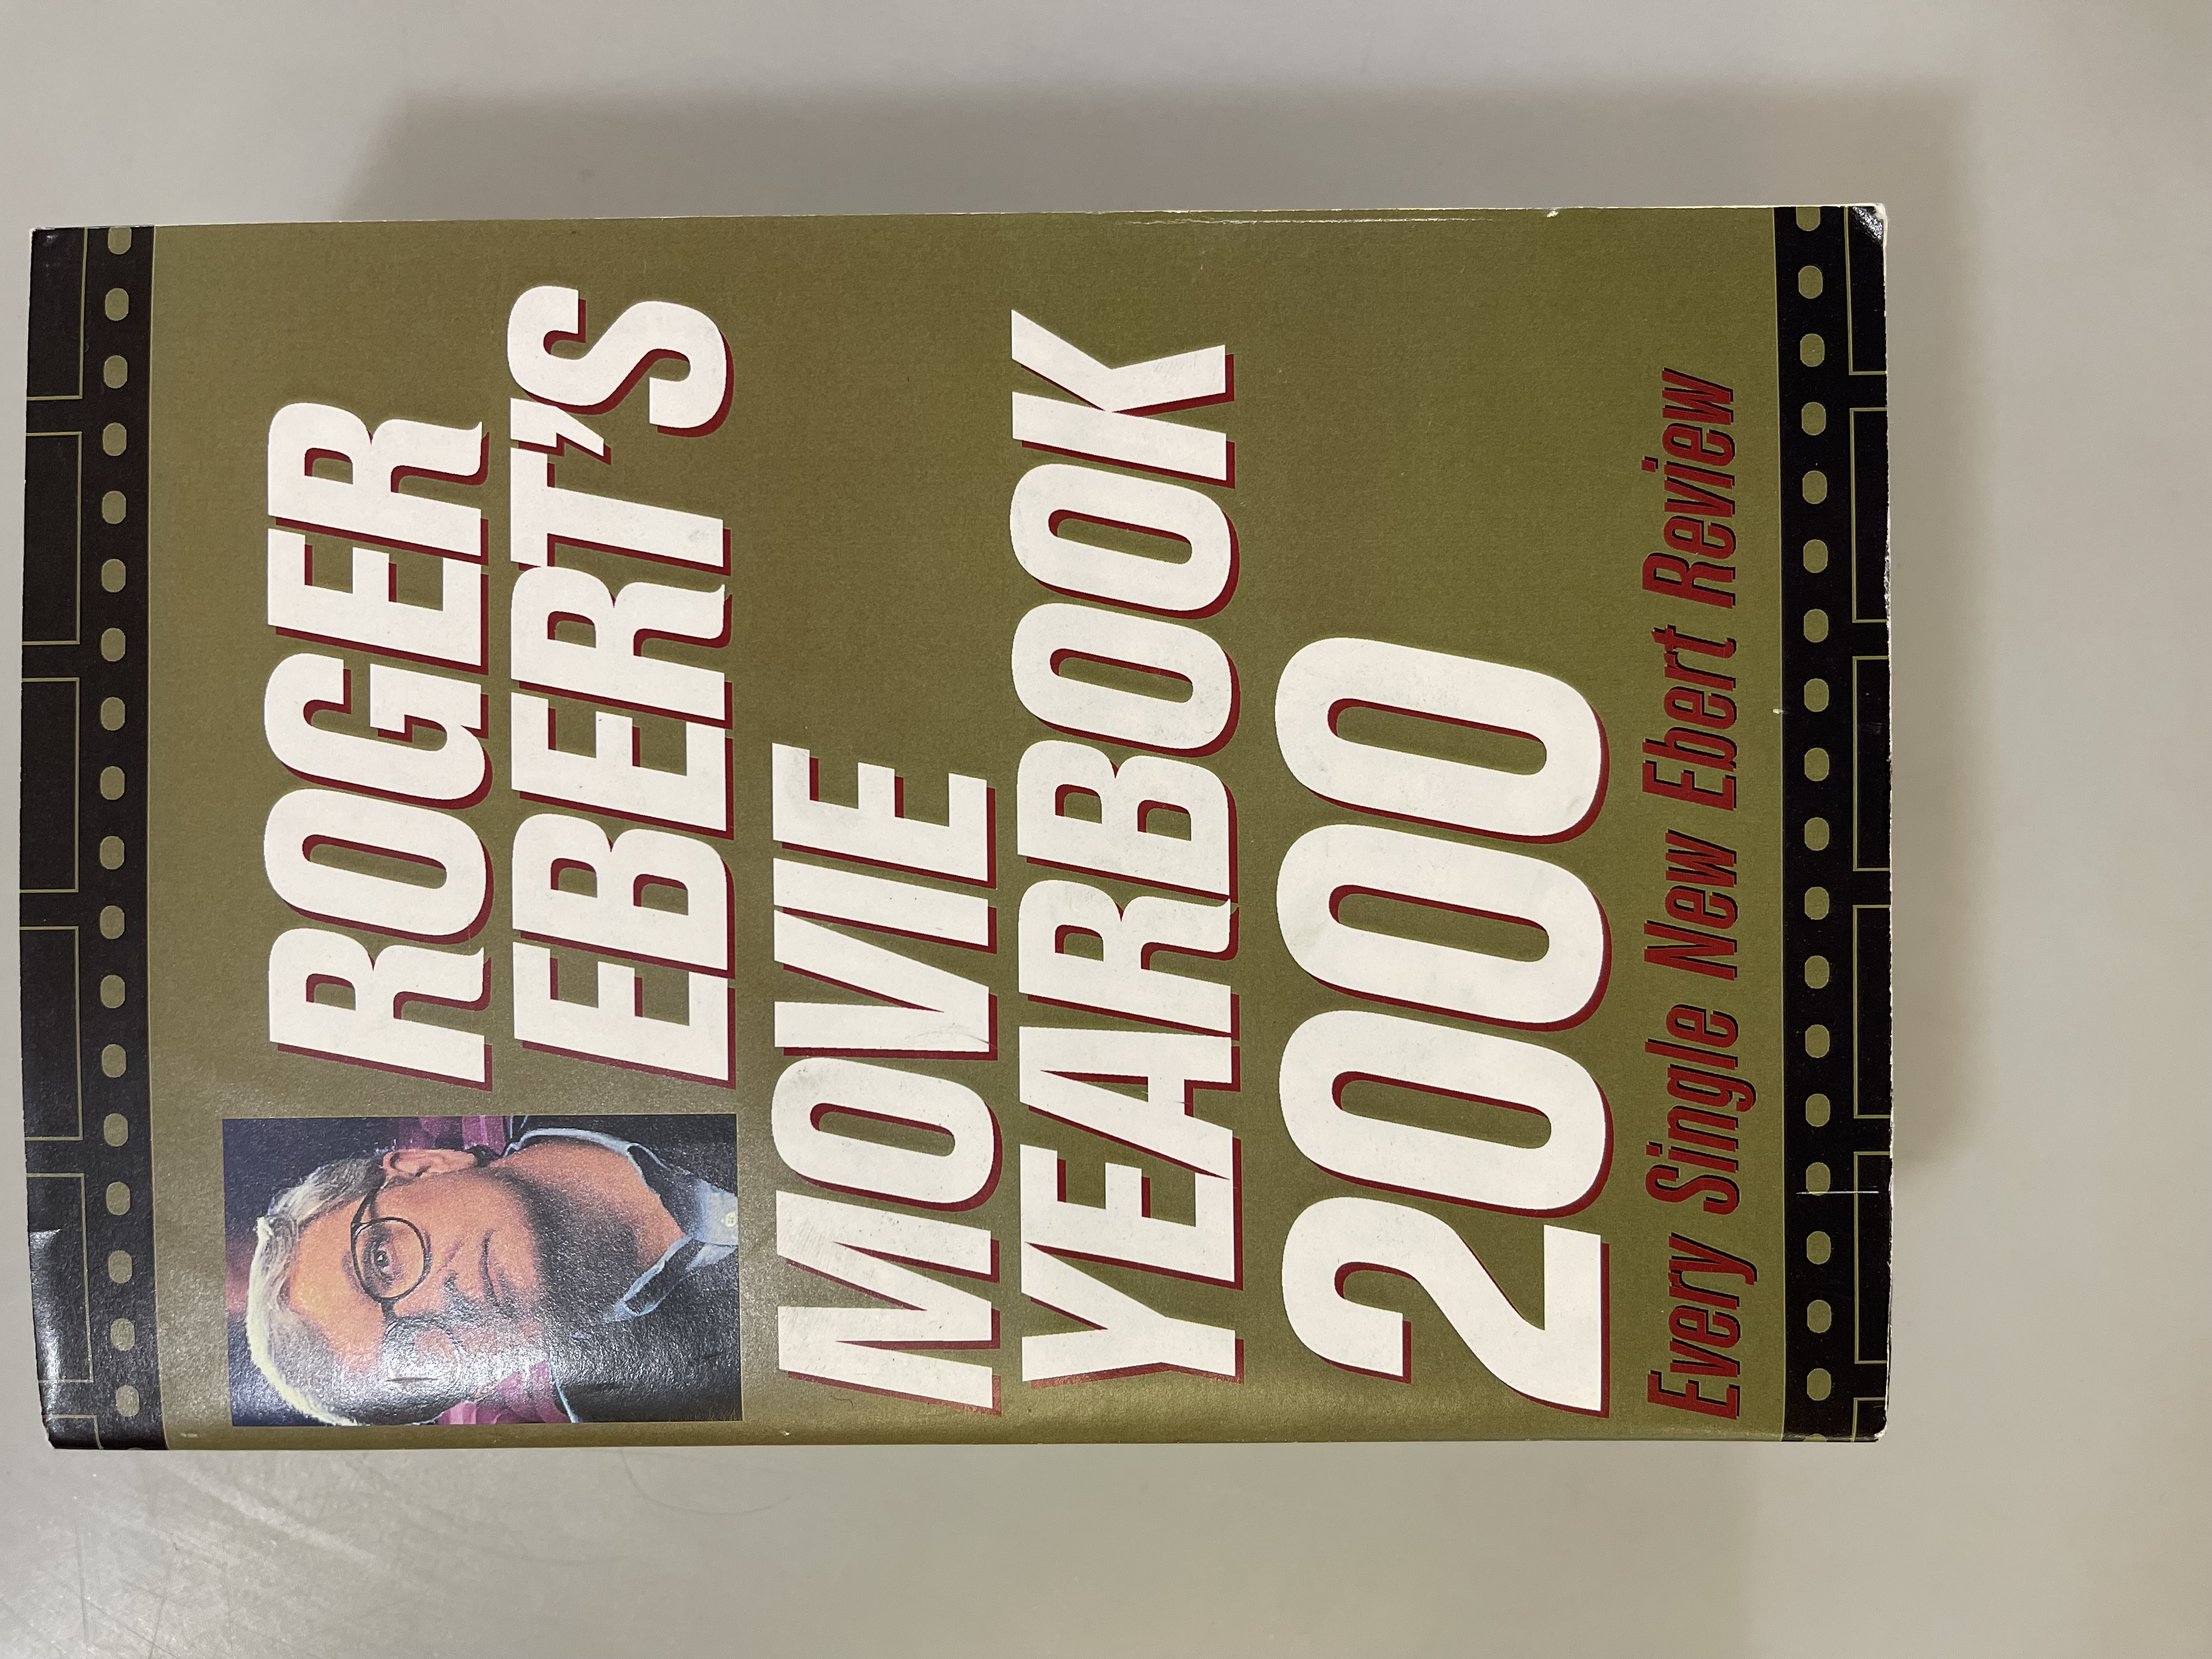 ROGER
EBERT'S
MOVIE
YEARBOOK
2000
Every Single New Ebert Review